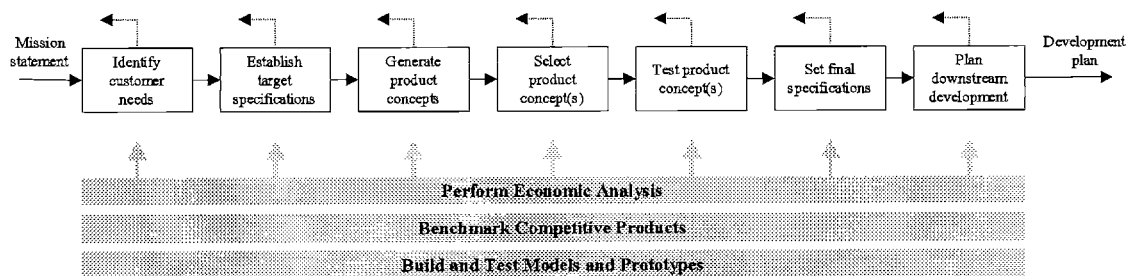 Mission
statement
Identify
customer
needs
Establish
target
specifications
Generate
product
concepts
Select
product
concept(s)
Test product
concept(s)
Set final
specifications
Plan
downstream
development
Development
plan
Perform Economic Analysis
Benchmark Competitive Products
Build and Test Models and Prototypes